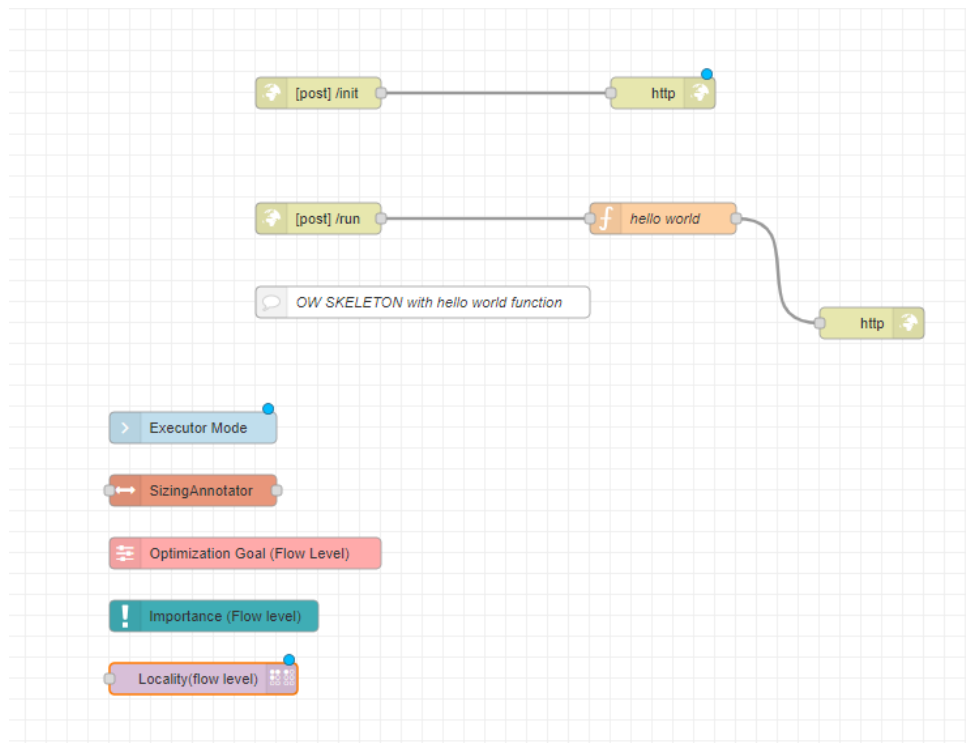 [post] /init
http
[post] /run
hello world
OW SKELETON with hello world function
http
Executor Mode
SizingAnnotator
Optimization Goal (Flow Level)
Importance (Flow level)
Locality(flow level)